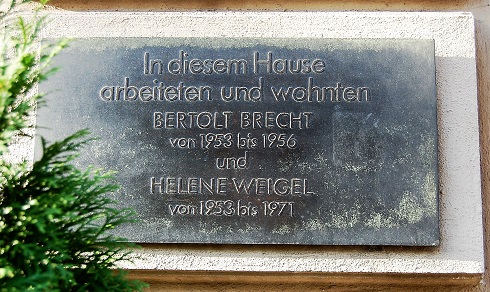 In diesem Hause
arbeiteten und wohnten
BERTOLT BRECHT
von 1953 bis 1956
und
HELENE WEIGEL
von 1953 bis 1971